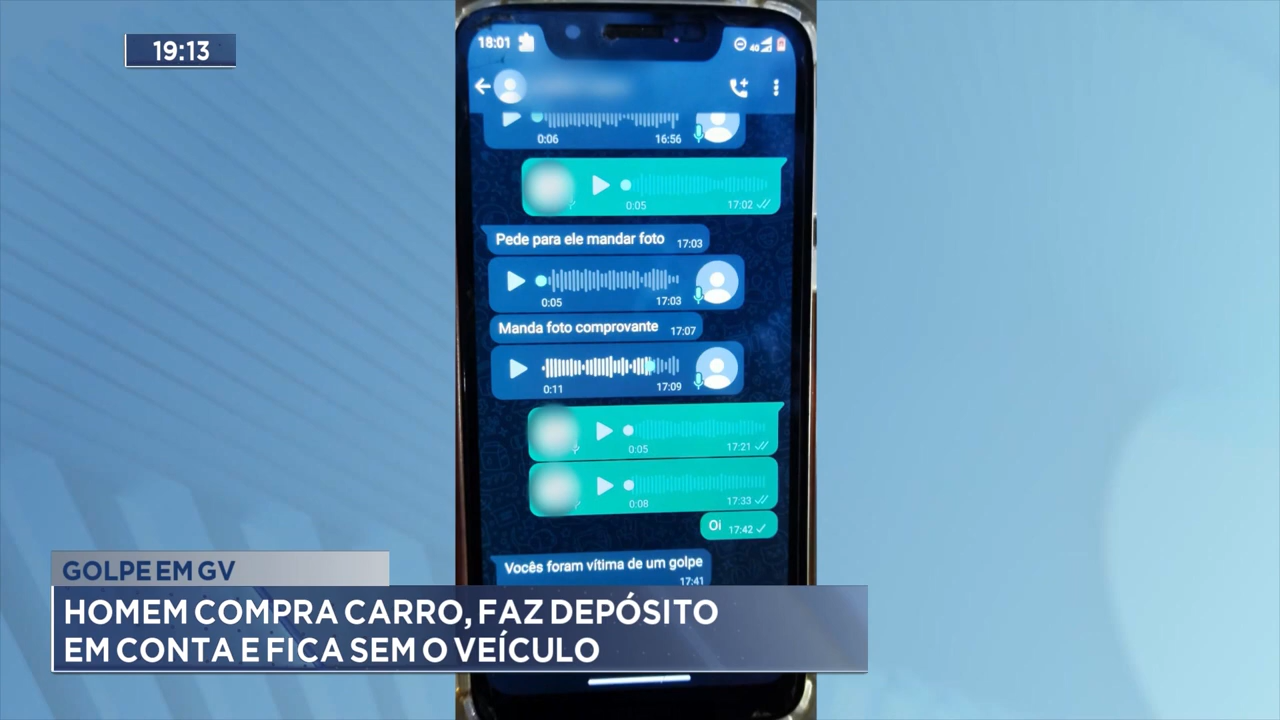 19:13
18:01
4G
0:06 16:56
0:05 17:02
Pede para ele mandar foto 17:03
0:05 17:03
Manda foto comprovante 17:07
0:11 17:09
0:05 17:21
0:08 17:33
Oi 17:42
Vocês foram vítima de um golpe
17:41
GOLPE EM GV
HOMEM COMPRA CARRO, FAZ DEPÓSITO
EM CONTA E FICA SEM O VEÍCULO